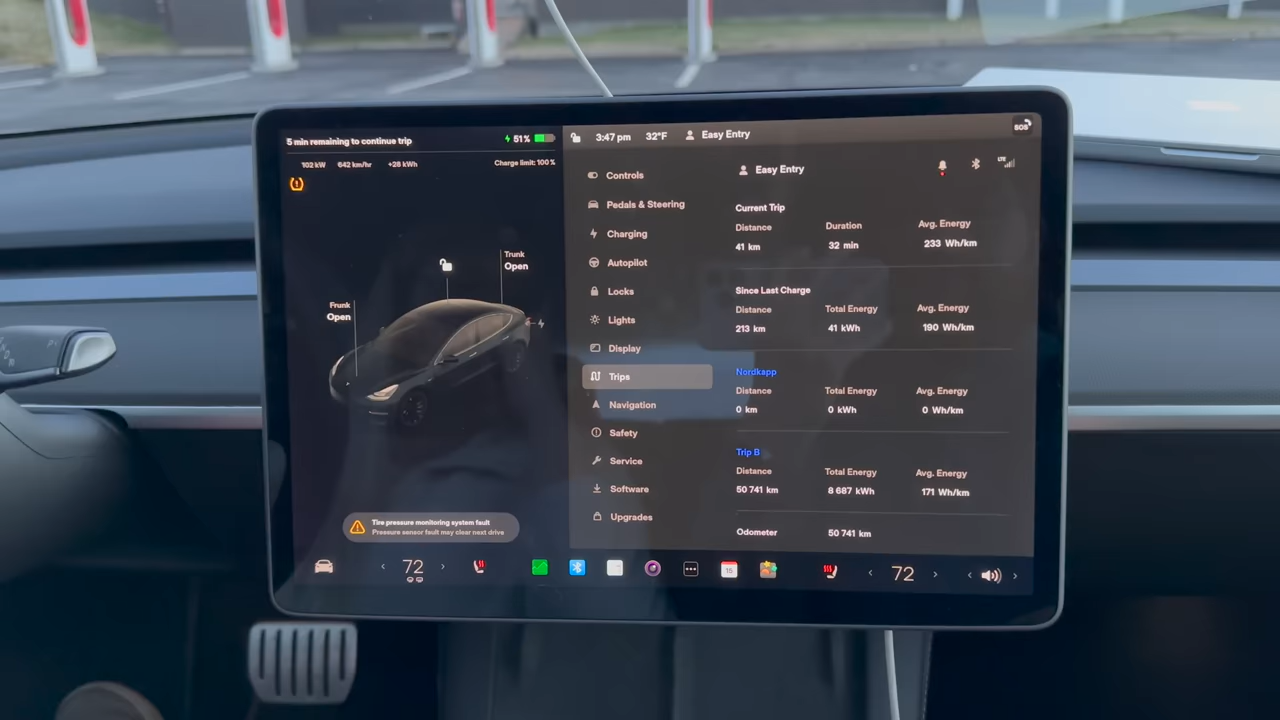 5 min remaining to continue trip
51%
102 kW 642 km/hr +28 kWh Charge limit: 100 %
Frunk
Open
Trunk
Open
Tire pressure monitoring system fault
Pressure sensor fault may clear next drive
3:47 pm 32°F Easy Entry
SOS
Controls
Pedals & Steering
Charging
Autopilot
Locks
Lights
Display
Trips
Navigation
Safety
Service
Software
Upgrades
Easy Entry
LTE
Current Trip
Distance Duration Avg. Energy
41 km 32 min 233 Wh/km
Since Last Charge
Distance Total Energy Avg. Energy
213 km 41 kWh 190 Wh/km
Nordkapp
Distance Total Energy Avg. Energy
0 km 0 kWh 0 Wh/km
Trip B
Distance Total Energy Avg. Energy
50 741 km 8 687 kWh 171 Wh/km
Odometer 50 741 km
72
15
72